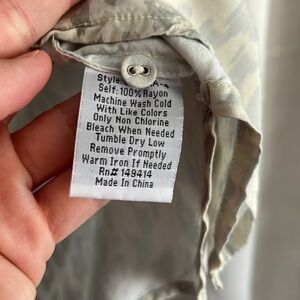 Style:
Self:100% Rayon
Machine Wash Cold
With Like Colors
Only Non Chlorine
Bleach When Needed
Tumble Dry Low
Remove Promptly
Warm Iron If Needed
Rn# 149414
Made In China